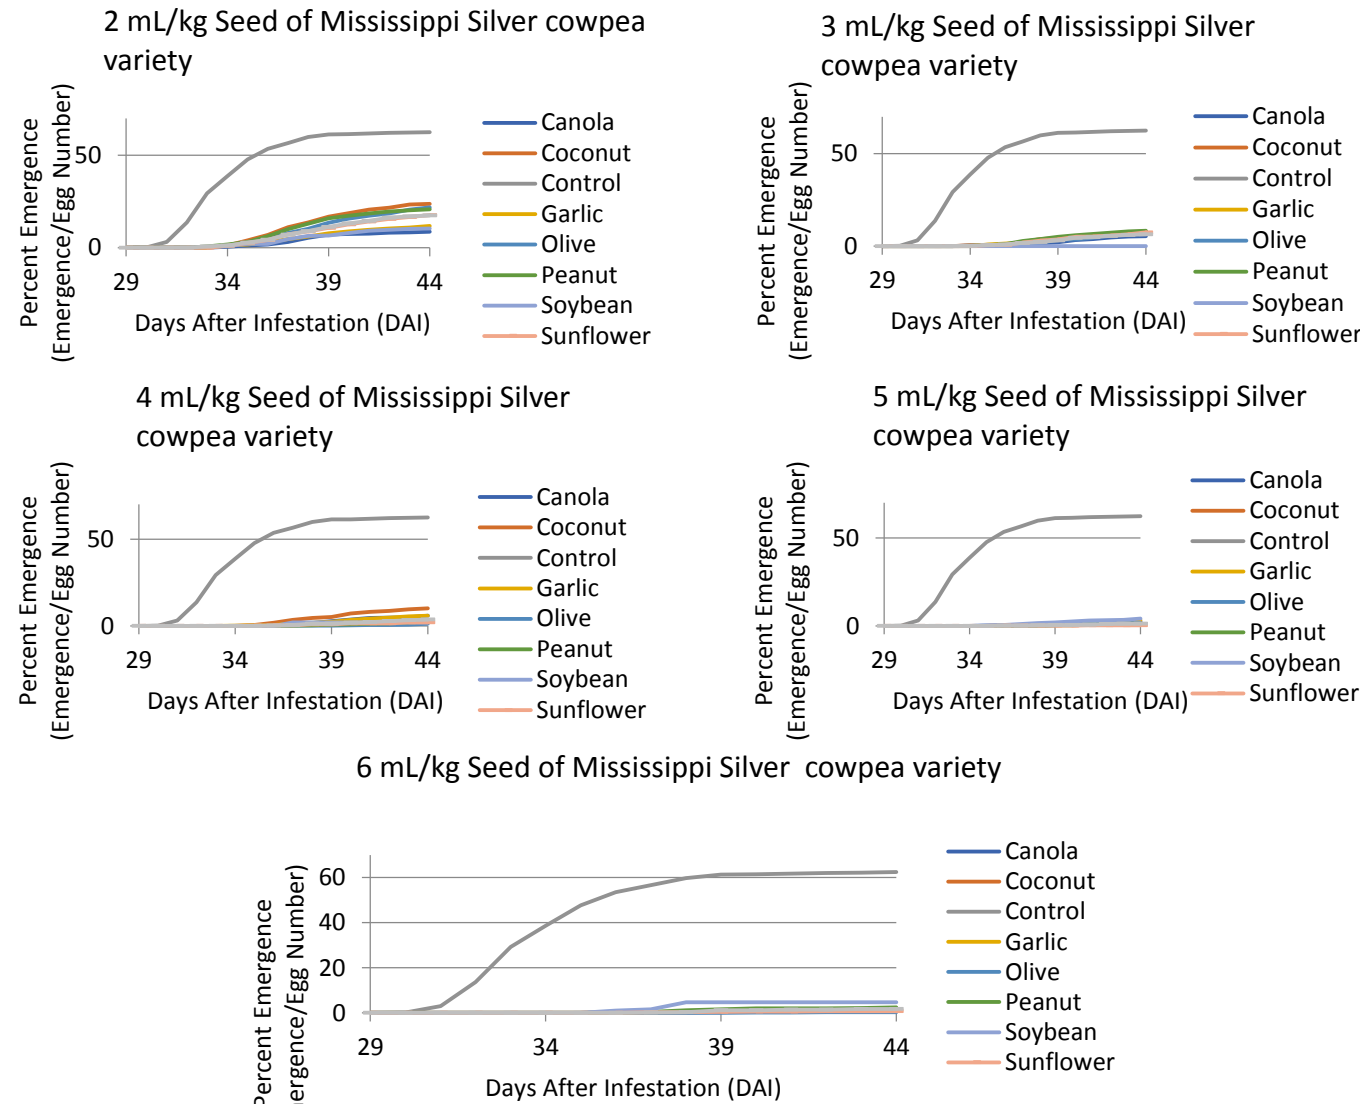 2 mL/kg Seed of Mississippi Silver cowpea
variety
Percent Emergence
(Emergence/Egg Number)
50
0
29
34
39
44
Days After Infestation (DAI)
Canola
Coconut
Control
Garlic
Olive
Peanut
Soybean
Sunflower
3 mL/kg Seed of Mississippi Silver
cowpea variety
Percent Emergence
(Emergence/Egg Number)
50
0
29
34
39
44
Days After Infestation (DAI)
Canola
Coconut
Control
Garlic
Olive
Peanut
Soybean
Sunflower
4 mL/kg Seed of Mississippi Silver
cowpea variety
Percent Emergence
(Emergence/Egg Number)
50
0
29
34
39
44
Days After Infestation (DAI)
Canola
Coconut
Control
Garlic
Olive
Peanut
Soybean
Sunflower
5 mL/kg Seed of Mississippi Silver
cowpea variety
Percent Emergence
(Emergence/Egg Number)
50
0
29
34
39
44
Days After Infestation (DAI)
Canola
Coconut
Control
Garlic
Olive
Peanut
Soybean
Sunflower
6 mL/kg Seed of Mississippi Silver  cowpea variety
Percent Emergence
mergence/Egg Number)
60
40
20
0
29
34
39
44
Days After Infestation (DAI)
Canola
Coconut
Control
Garlic
Olive
Peanut
Soybean
Sunflower